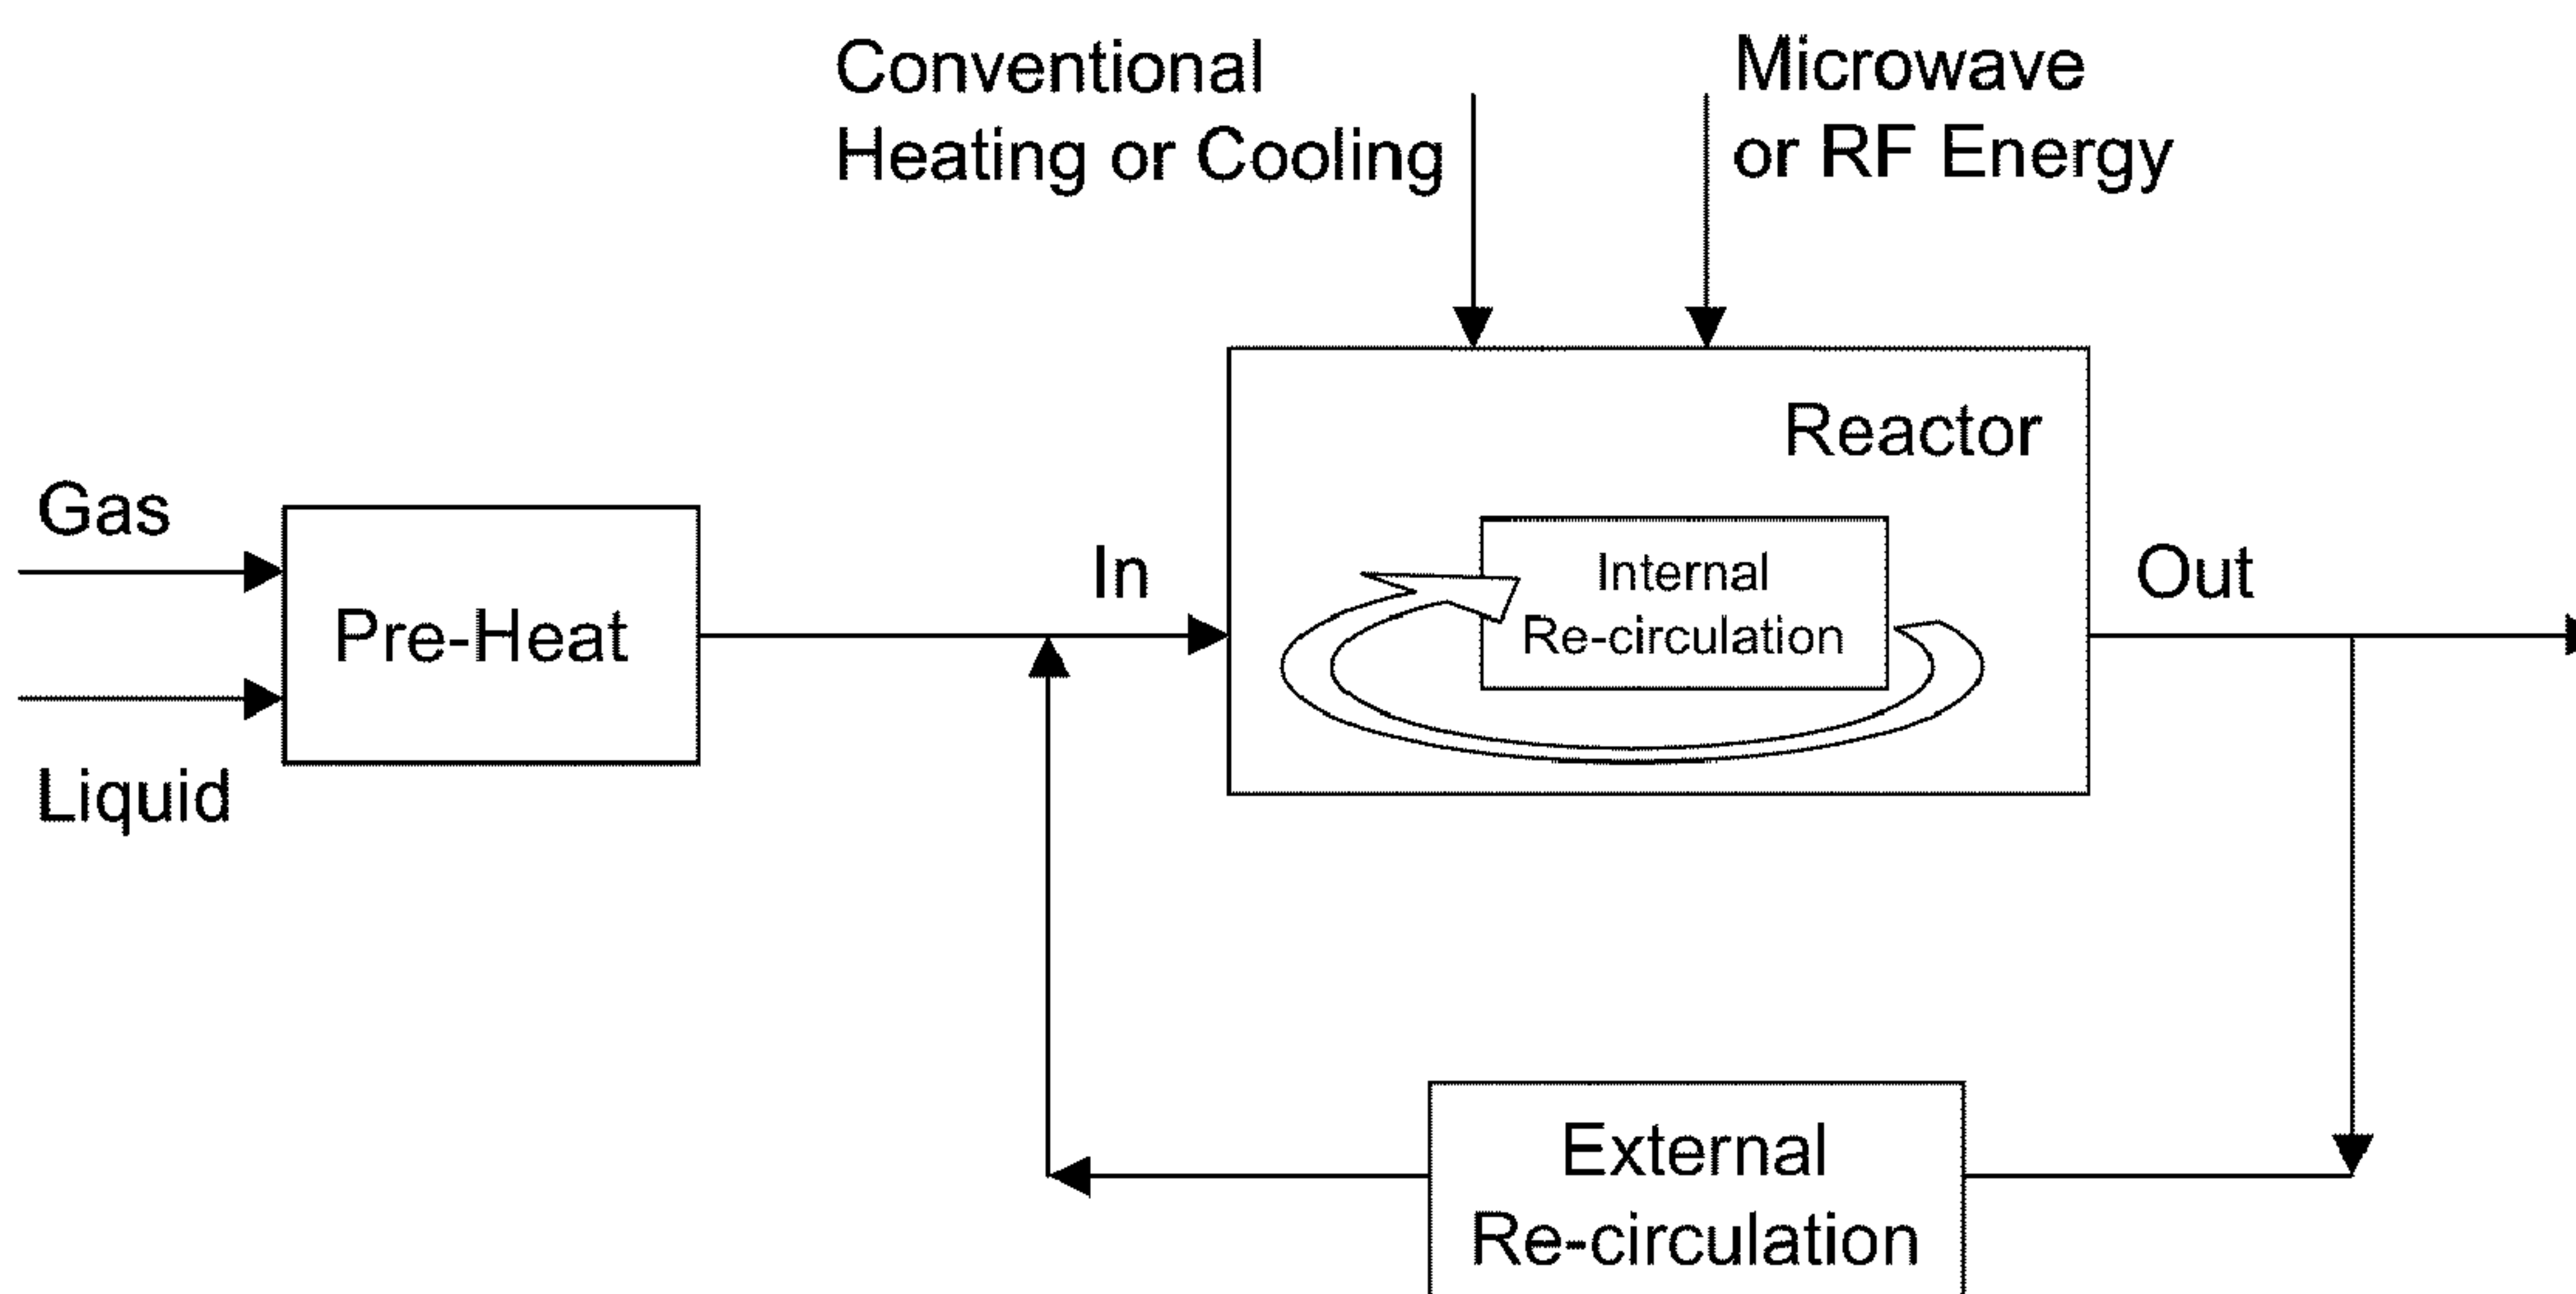 Conventional
Heating or Cooling
Microwave
or RF Energy
Reactor
Gas
Pre-Heat
Liquid
In
Internal
Re-circulation
Out
External
Re-circulation